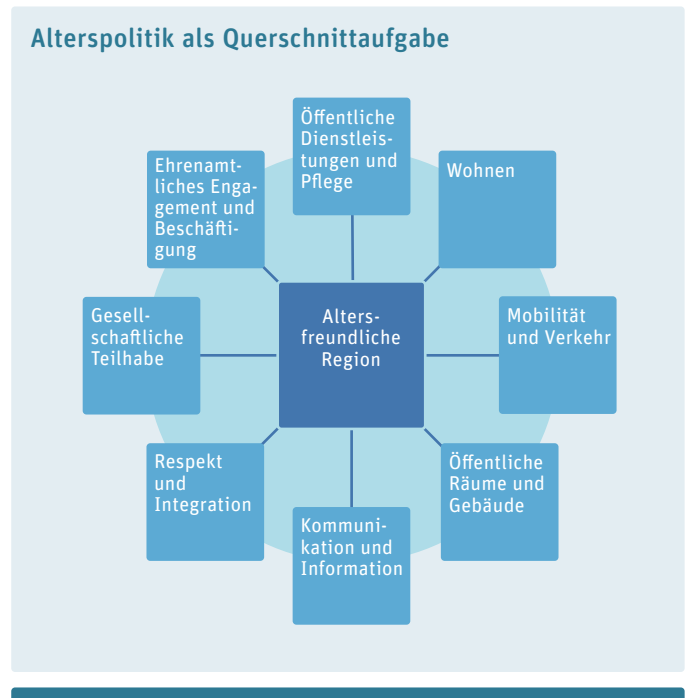 Alterspolitik als Querschnittaufgabe
Öffentliche
Dienstleis-
tungen und
Pflege
Wohnen
Mobilität
und Verkehr
Öffentliche
Räume und
Gebäude
Kommuni-
kation und
Information
Respekt
und
Integration
Gesell-
schaftliche
Teilhabe
Ehrenamt-
liches Enga-
gement und
Beschäfti-
gung
Alters-
freundliche
Region